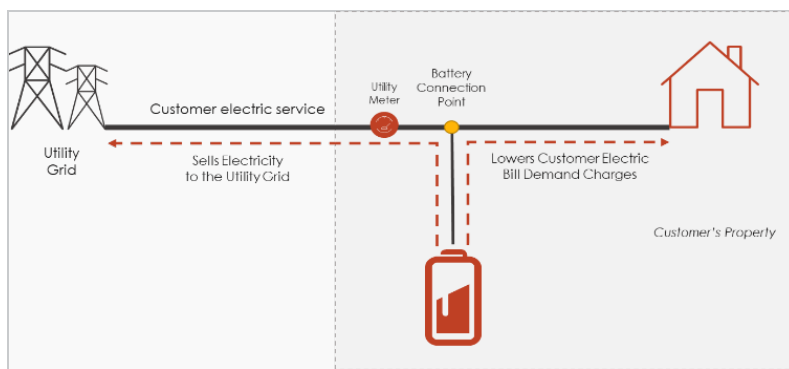 Utility
Meter
Battery
Connection
Point
Customer electric service
Utility
Grid
Sells Electricity
to the Utility Grid
Lowers Customer Electric
Bill Demand Charges
Customer's Property